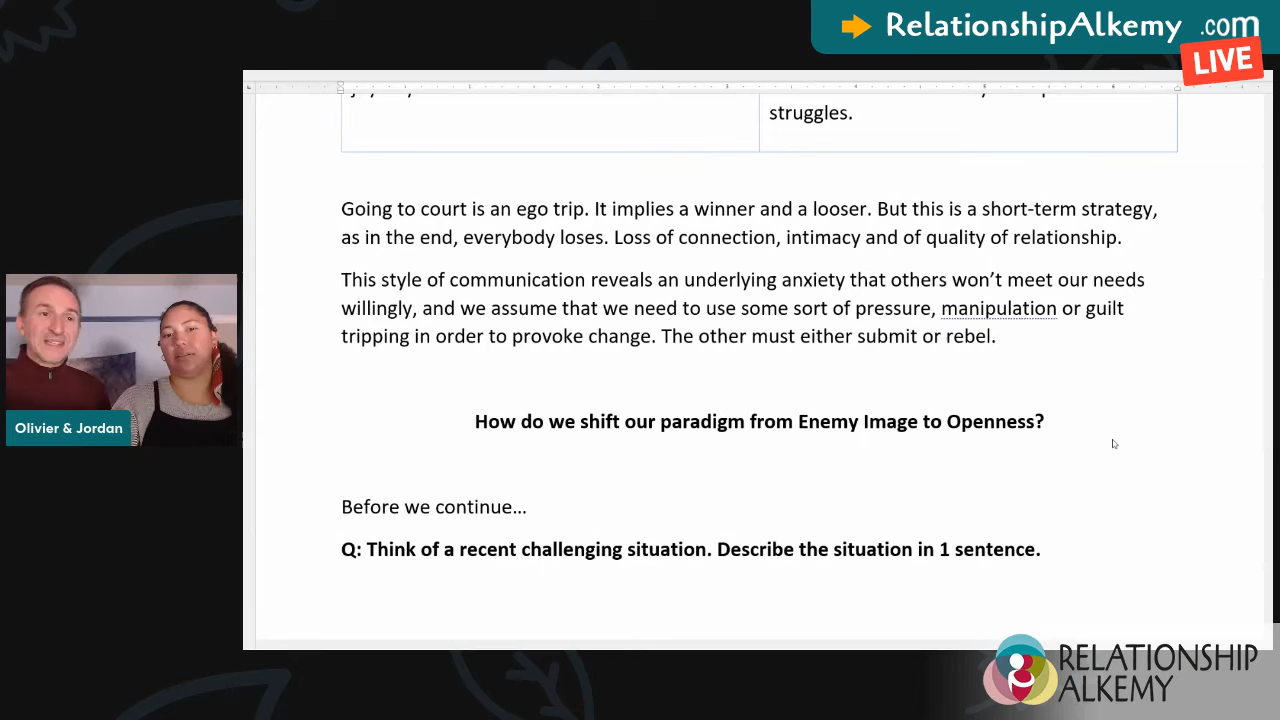 RelationshipAlkemy .com
LIVE
struggles.
Going to court is an ego trip. It implies a winner and a looser. But this is a short-term strategy,
as in the end, everybody loses. Loss of connection, intimacy and of quality of relationship.
This style of communication reveals an underlying anxiety that others won't meet our needs
willingly, and we assume that we need to use some sort of pressure, manipulation or guilt
tripping in order to provoke change. The other must either submit or rebel.
How do we shift our paradigm from Enemy Image to Openness?
Olivier & Jordan
Before we continue…
Q: Think of a recent challenging situation. Describe the situation in 1 sentence.
RELATIONSHIP
ALKEMY